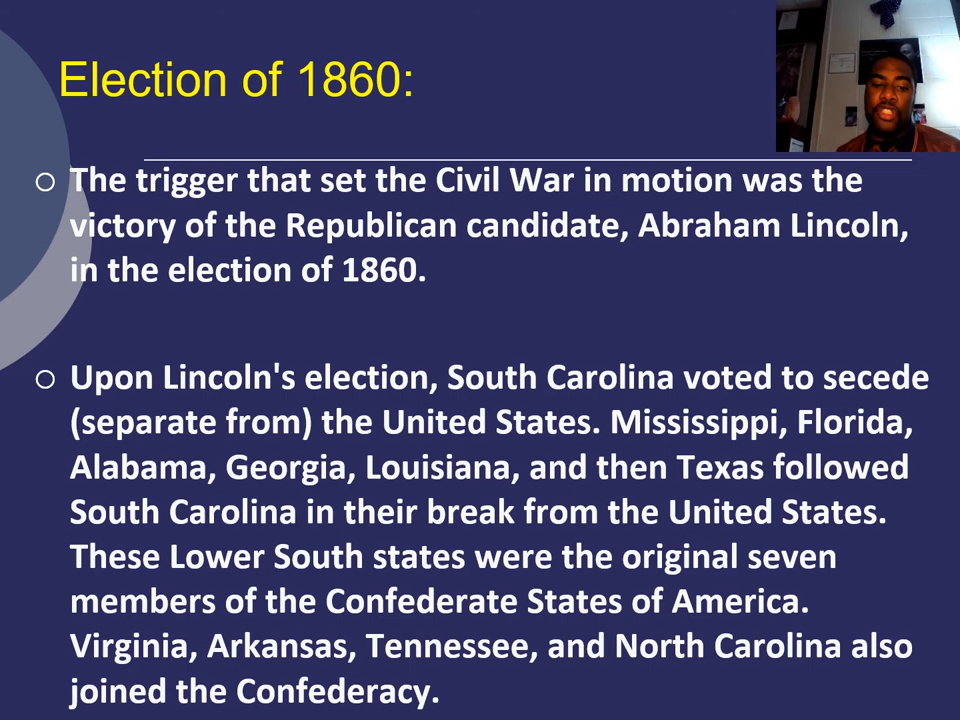 Election of 1860:
The trigger that set the Civil War in motion was the
victory of the Republican candidate, Abraham Lincoln,
in the election of 1860.
Upon Lincoln's election, South Carolina voted to secede
(separate from) the United States. Mississippi, Florida,
Alabama, Georgia, Louisiana, and then Texas followed
South Carolina in their break from the United States.
These Lower South states were the original seven
members of the Confederate States of America.
Virginia, Arkansas, Tennessee, and North Carolina also
joined the Confederacy.